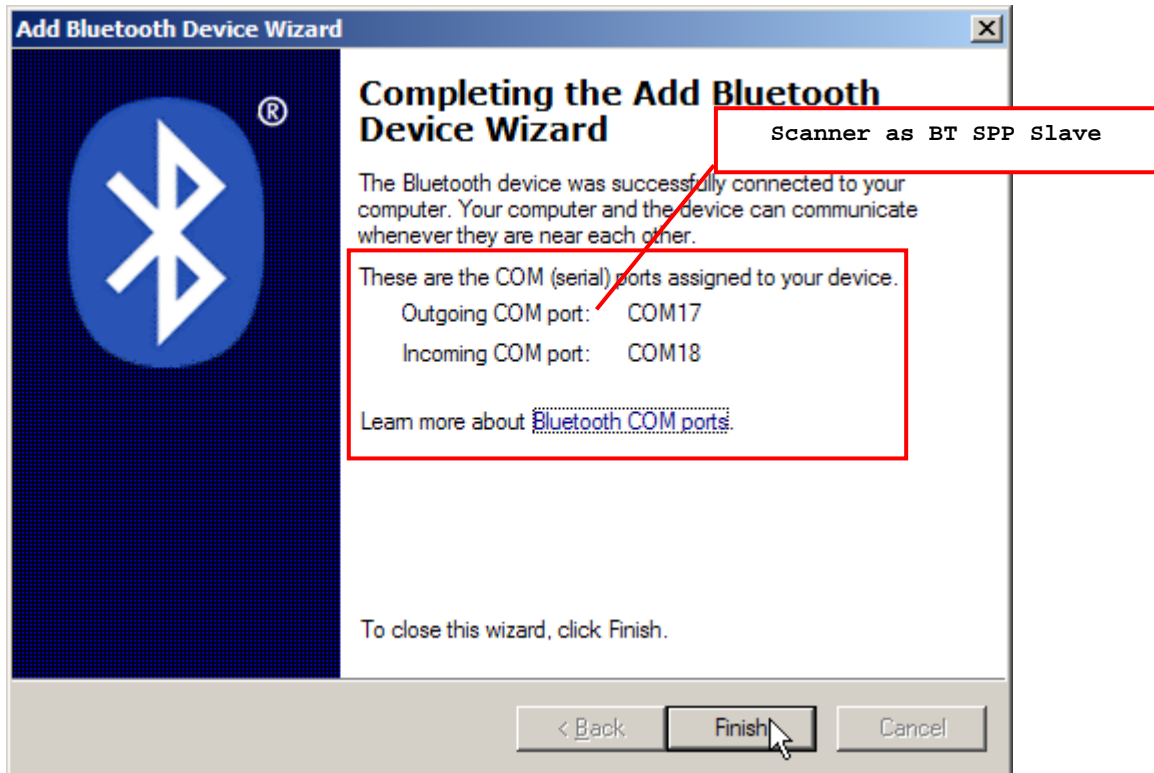 Add Bluetooth Device Wizard
®
Completing the Add Bluetooth
Device Wizard
Scanner as BT SPP Slave
The Bluetooth device was successfully connected to your
computer. Your computer and the device can communicate
whenever they are near each other.
These are the COM (serial) ports assigned to your device.
Outgoing COM port: COM17
Incoming COM port: COM18
Learn more about Bluetooth COM ports.
To close this wizard, click Finish.
< Back Finish Cancel